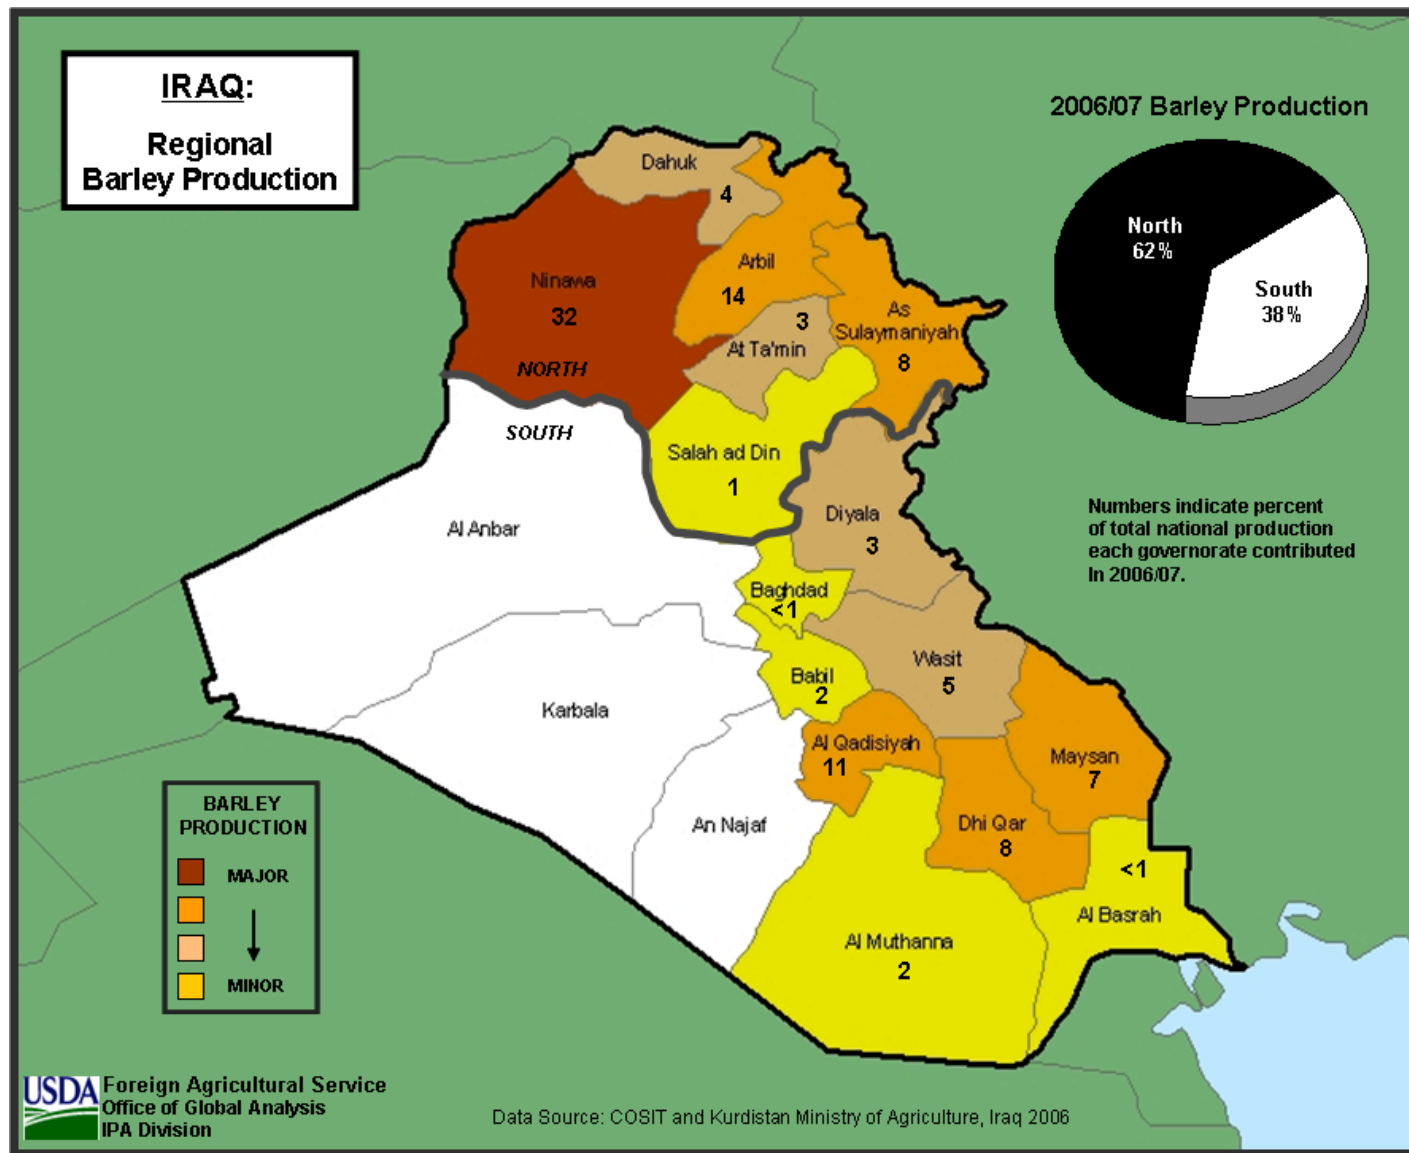 IRAQ:
Regional
Barley Production
2006/07 Barley Production
North
62%
South
38%
Numbers indicate percent
of total national production
each governorate contributed
In 2006/07.
Dahuk
4
Ninawa
32
Arbil
14
As
Sulaymaniyah
8
3
At Ta'min
NORTH
SOUTH
Salah ad Din
1
Al Anbar
Diyala
3
Baghdad
<1
Babil
2
Wasit
5
Karbala
Al Qadisiyah
11
Maysan
7
An Najaf
Dhi Qar
8
<1
Al Basrah
Al Muthanna
2
BARLEY
PRODUCTION
MAJOR
MINOR
USDA
Foreign Agricultural Service
Office of Global Analysis
IPA Division
Data Source: COSIT and Kurdistan Ministry of Agriculture, Iraq 2006